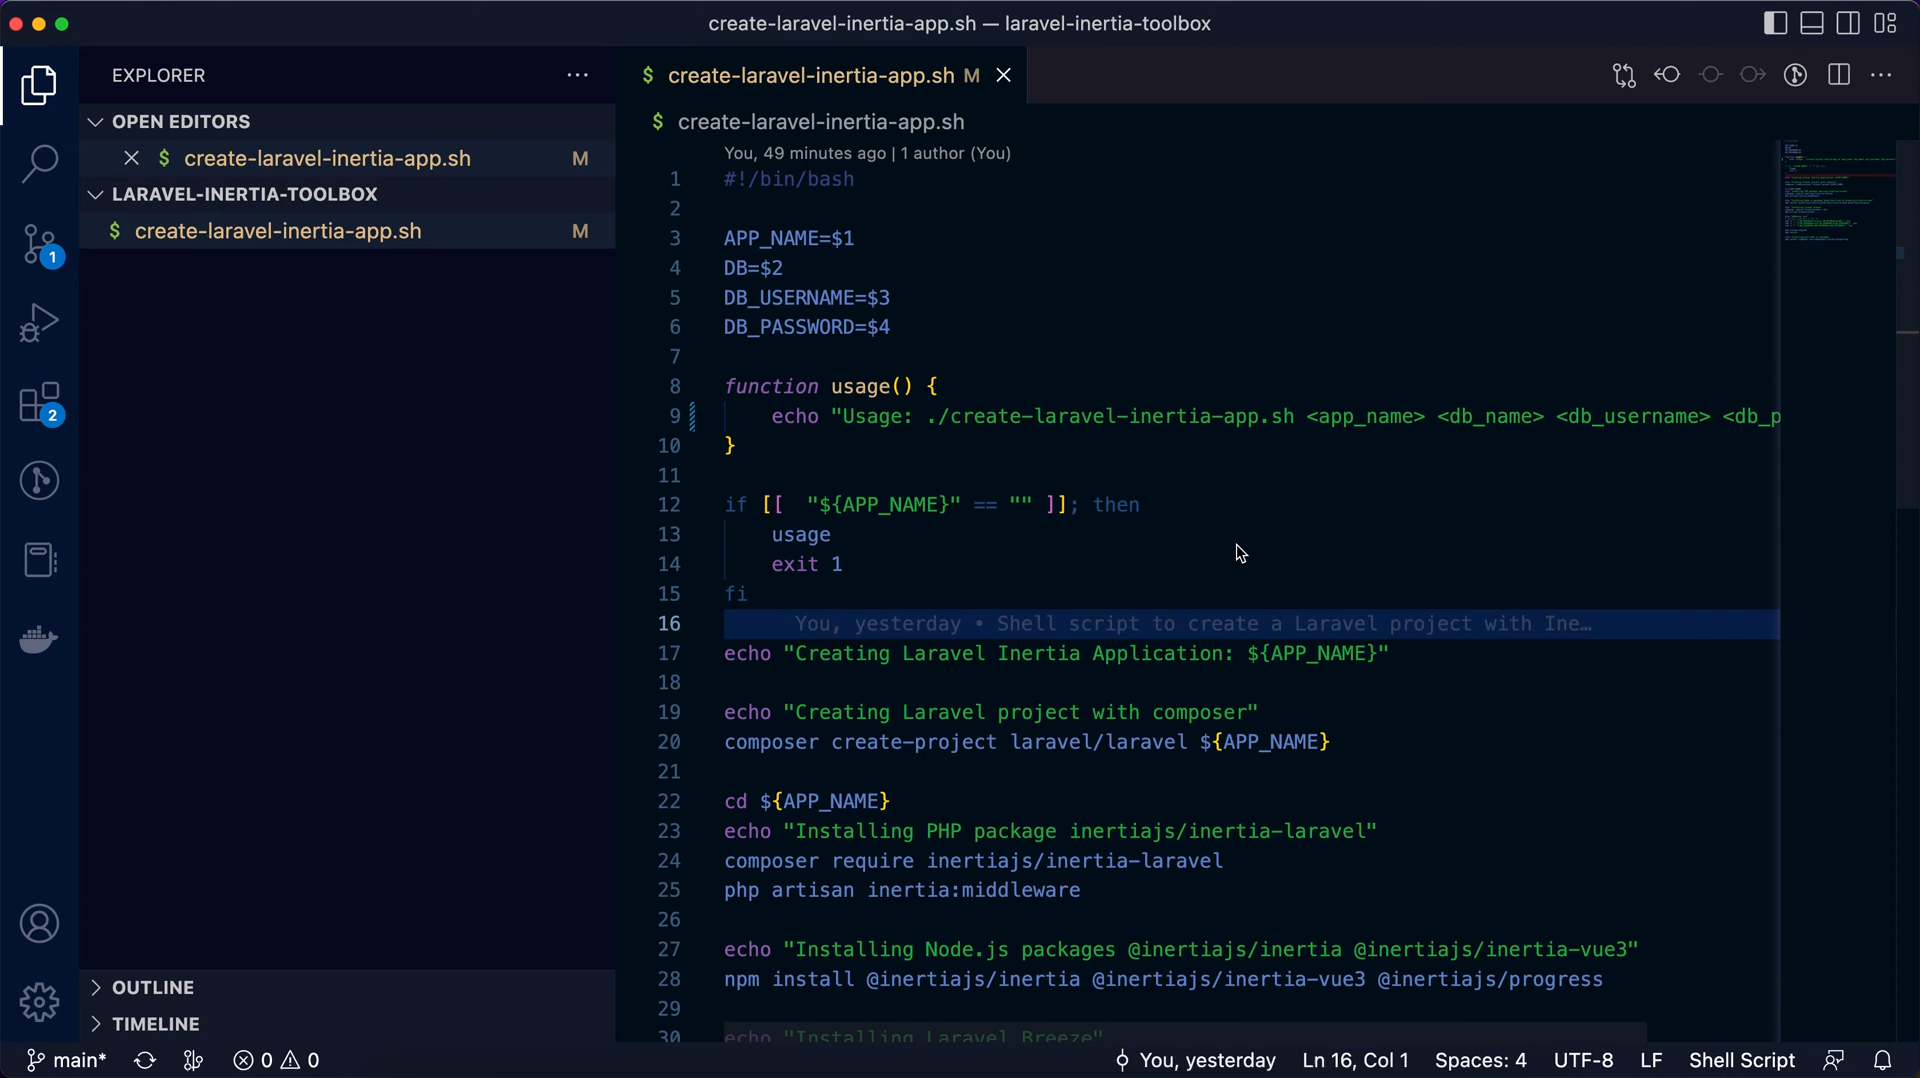 create-laravel-inertia-app.sh — laravel-inertia-toolbox
EXPLORER
OPEN EDITORS
$ create-laravel-inertia-app.sh M
LARAVEL-INERTIA-TOOLBOX
$ create-laravel-inertia-app.sh M
1
2
OUTLINE
TIMELINE
$ create-laravel-inertia-app.sh M
$ create-laravel-inertia-app.sh
You, 49 minutes ago | 1 author (You)
1 #!/bin/bash
2
3 APP_NAME=$1
4 DB=$2
5 DB_USERNAME=$3
6 DB_PASSWORD=$4
7
8 function usage() {
9 echo "Usage: ./create-laravel-inertia-app.sh <app_name> <db_name> <db_username> <db_p
10 }
11
12 if [[  "${APP_NAME}" == "" ]]; then
13 usage
14 exit 1
15 fi
16 You, yesterday • Shell script to create a Laravel project with Ine…
17 echo "Creating Laravel Inertia Application: ${APP_NAME}"
18
19 echo "Creating Laravel project with composer"
20 composer create-project laravel/laravel ${APP_NAME}
21
22 cd ${APP_NAME}
23 echo "Installing PHP package inertiajs/inertia-laravel"
24 composer require inertiajs/inertia-laravel
25 php artisan inertia:middleware
26
27 echo "Installing Node.js packages @inertiajs/inertia @inertiajs/inertia-vue3"
28 npm install @inertiajs/inertia @inertiajs/inertia-vue3 @inertiajs/progress
29
30 echo "Installing Laravel Breeze"
main* 0 0 You, yesterday Ln 16, Col 1 Spaces: 4 UTF-8 LF Shell Script